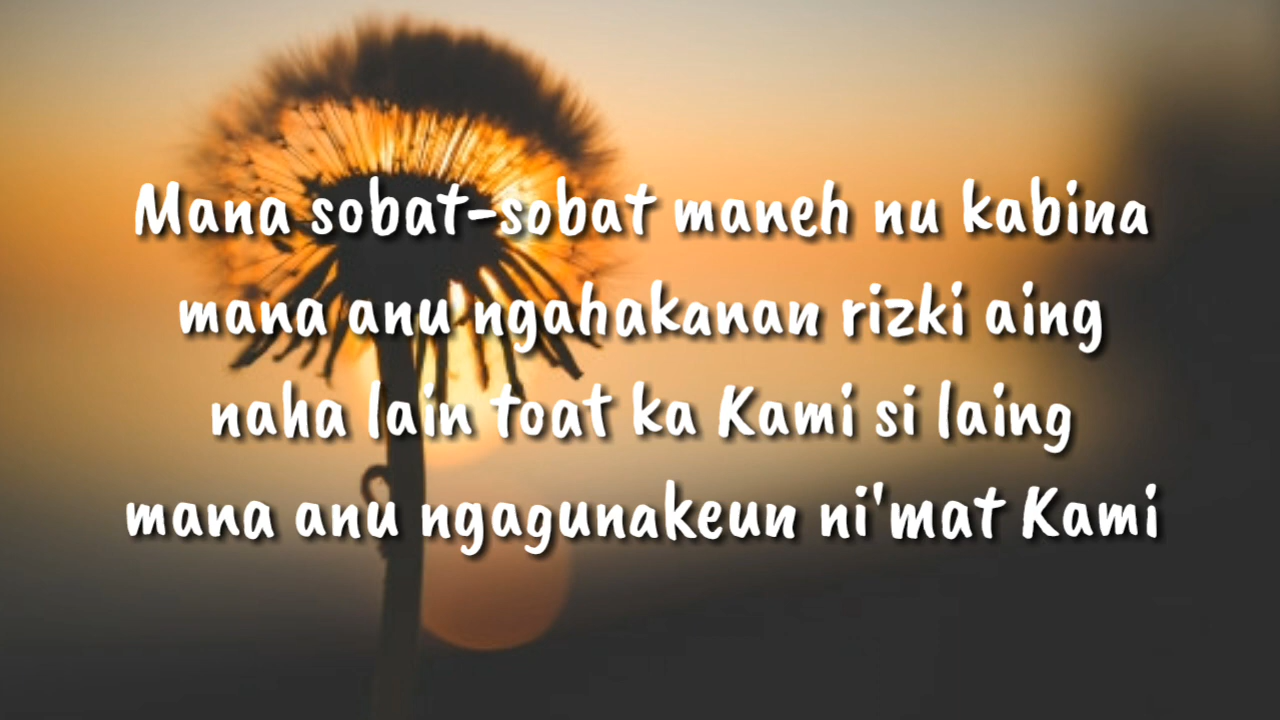 Mana sobat-sobat maneh nu kabina
mana anu ngahakanan rizki aing
naha lain toat ka Kami si laing
mana anu ngagunakeun ni'mat Kami